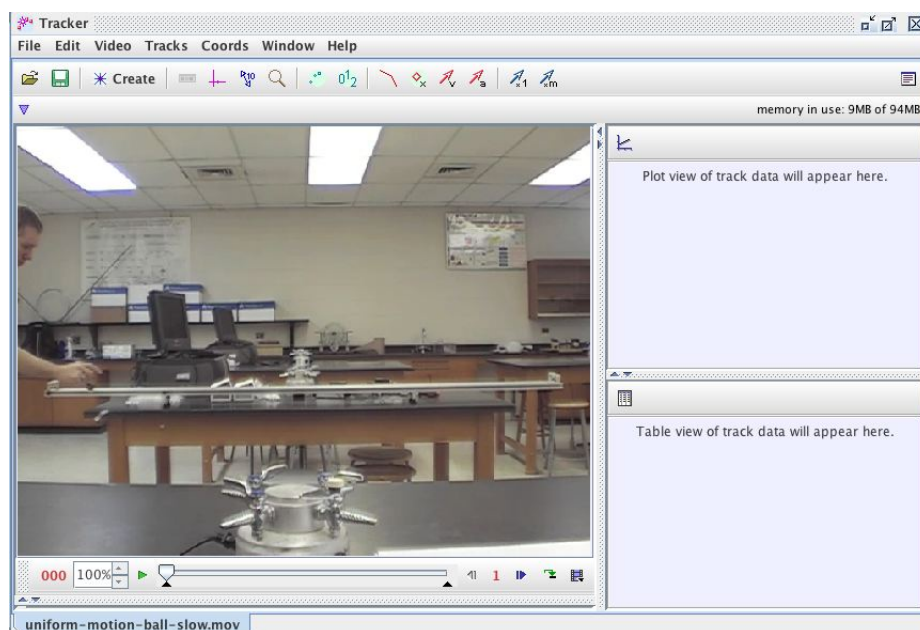 Tracker
File Edit Video Tracks Coords Window Help
Create
memory in use: 9MB of 94MB
Plot view of track data will appear here.
Table view of track data will appear here.
000 100% 1
uniform-motion-ball-slow.mov